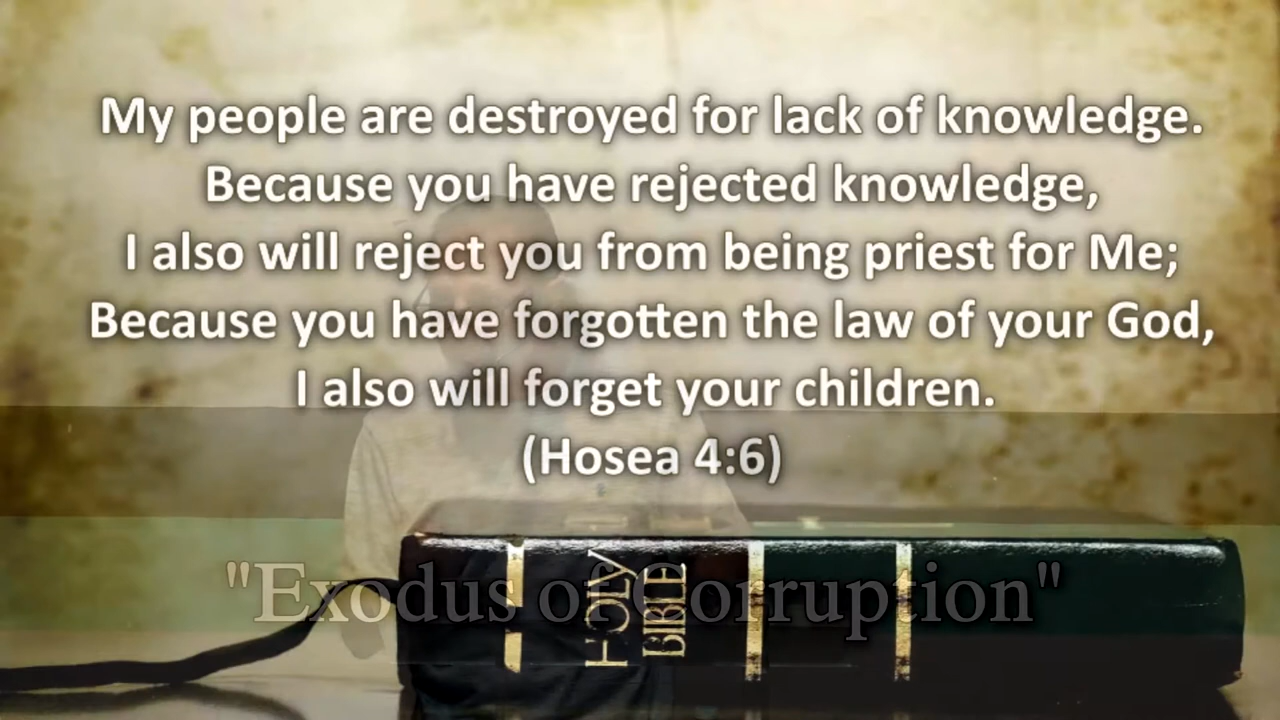 My people are destroyed for lack of knowledge.
Because you have rejected knowledge,
I also will reject you from being priest for Me;
Because you have forgotten the law of your God,
I also will forget your children.
(Hosea 4:6)
"Exodus of Corruption"
HOLY
BIBLE